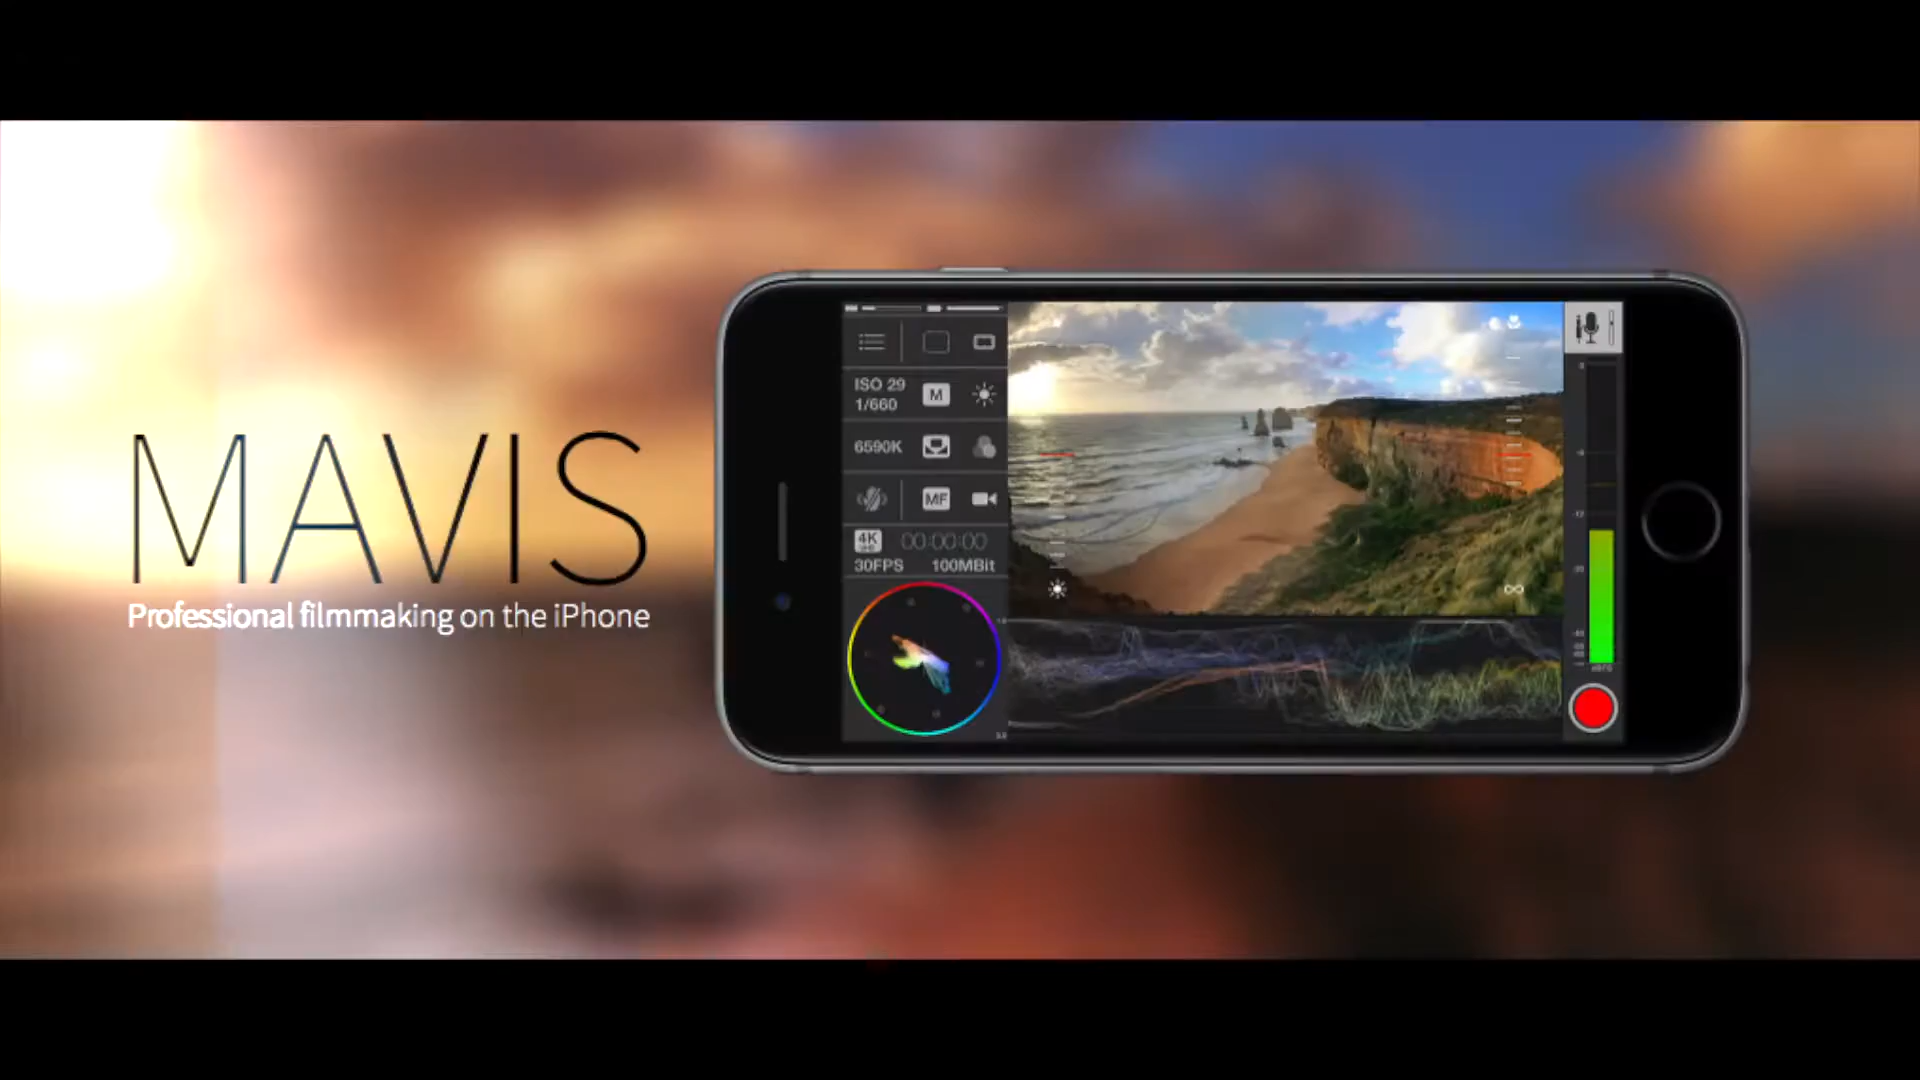 MAVIS
Professional filmmaking on the iPhone
ISO 29
1/660
M
6590K
MF
4K
00:00:00
30FPS
100MBit